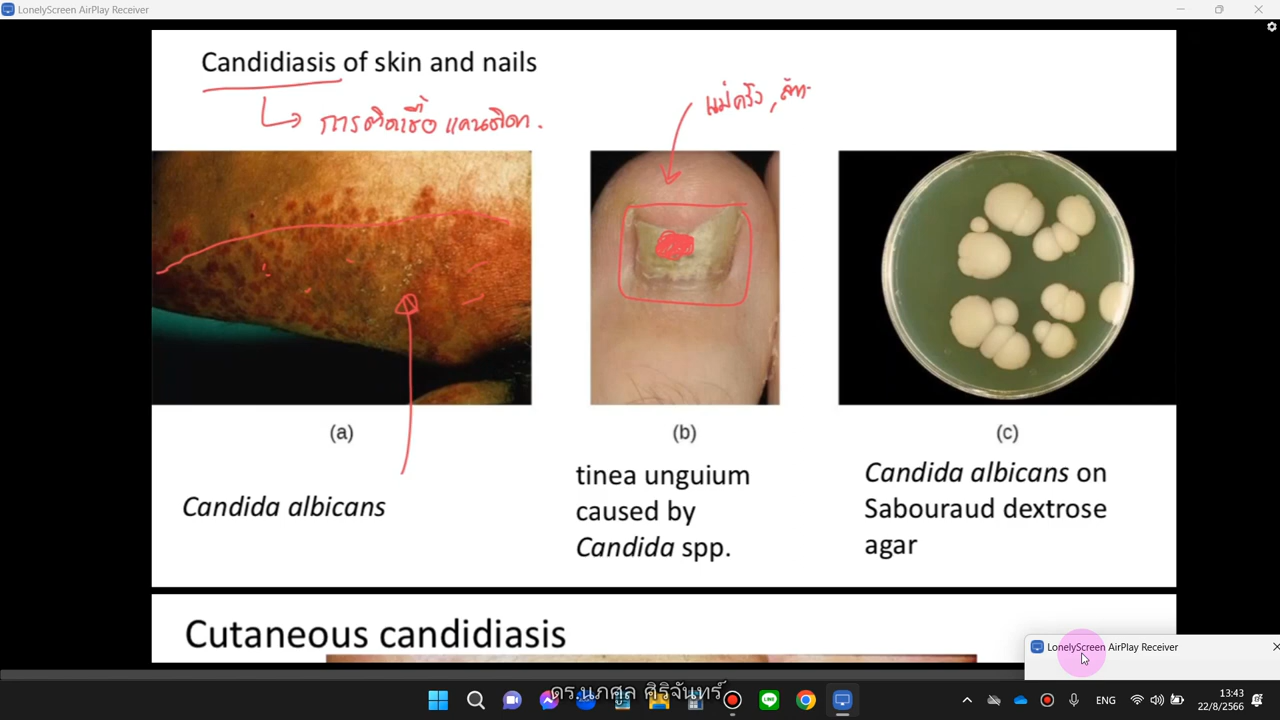 LonelyScreen AirPlay Receiver
Candidiasis of skin and nails
การติดเชื้อ แคนดิดา.
แม่ครัว,
(a)
(b)
(c)
Candida albicans
tinea unguium
caused by
Candida spp.
Candida albicans on
Sabouraud dextrose
agar
Cutaneous candidiasis
LonelyScreen AirPlay Receiver
ดร.นภศูล ศิริจันทร์
ENG
13:43
22/8/2566